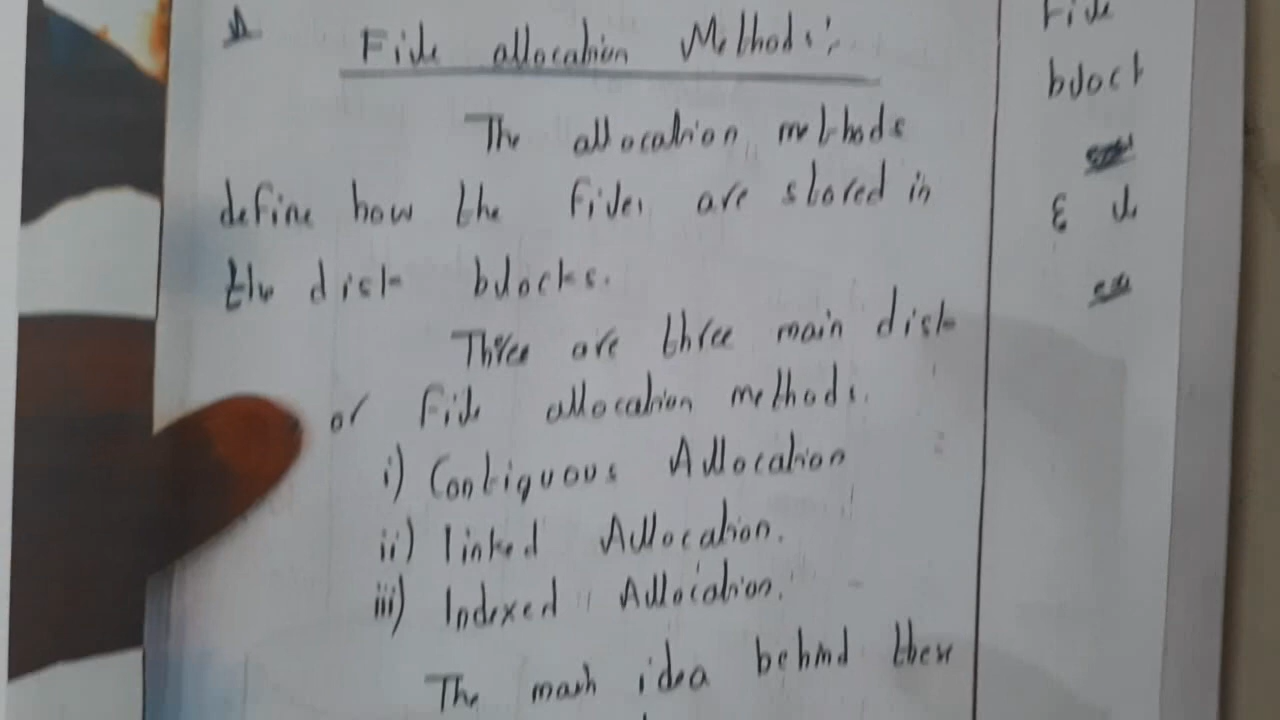 File allocation Methods:
The allocation methods
define how the files are stored in
the disk blocks.
Three are three main disk
or File allocation methods.
i) Contiguous Allocation
ii) linked Allocation.
iii) Indexed Allocation.
The main idea behind these
File
block